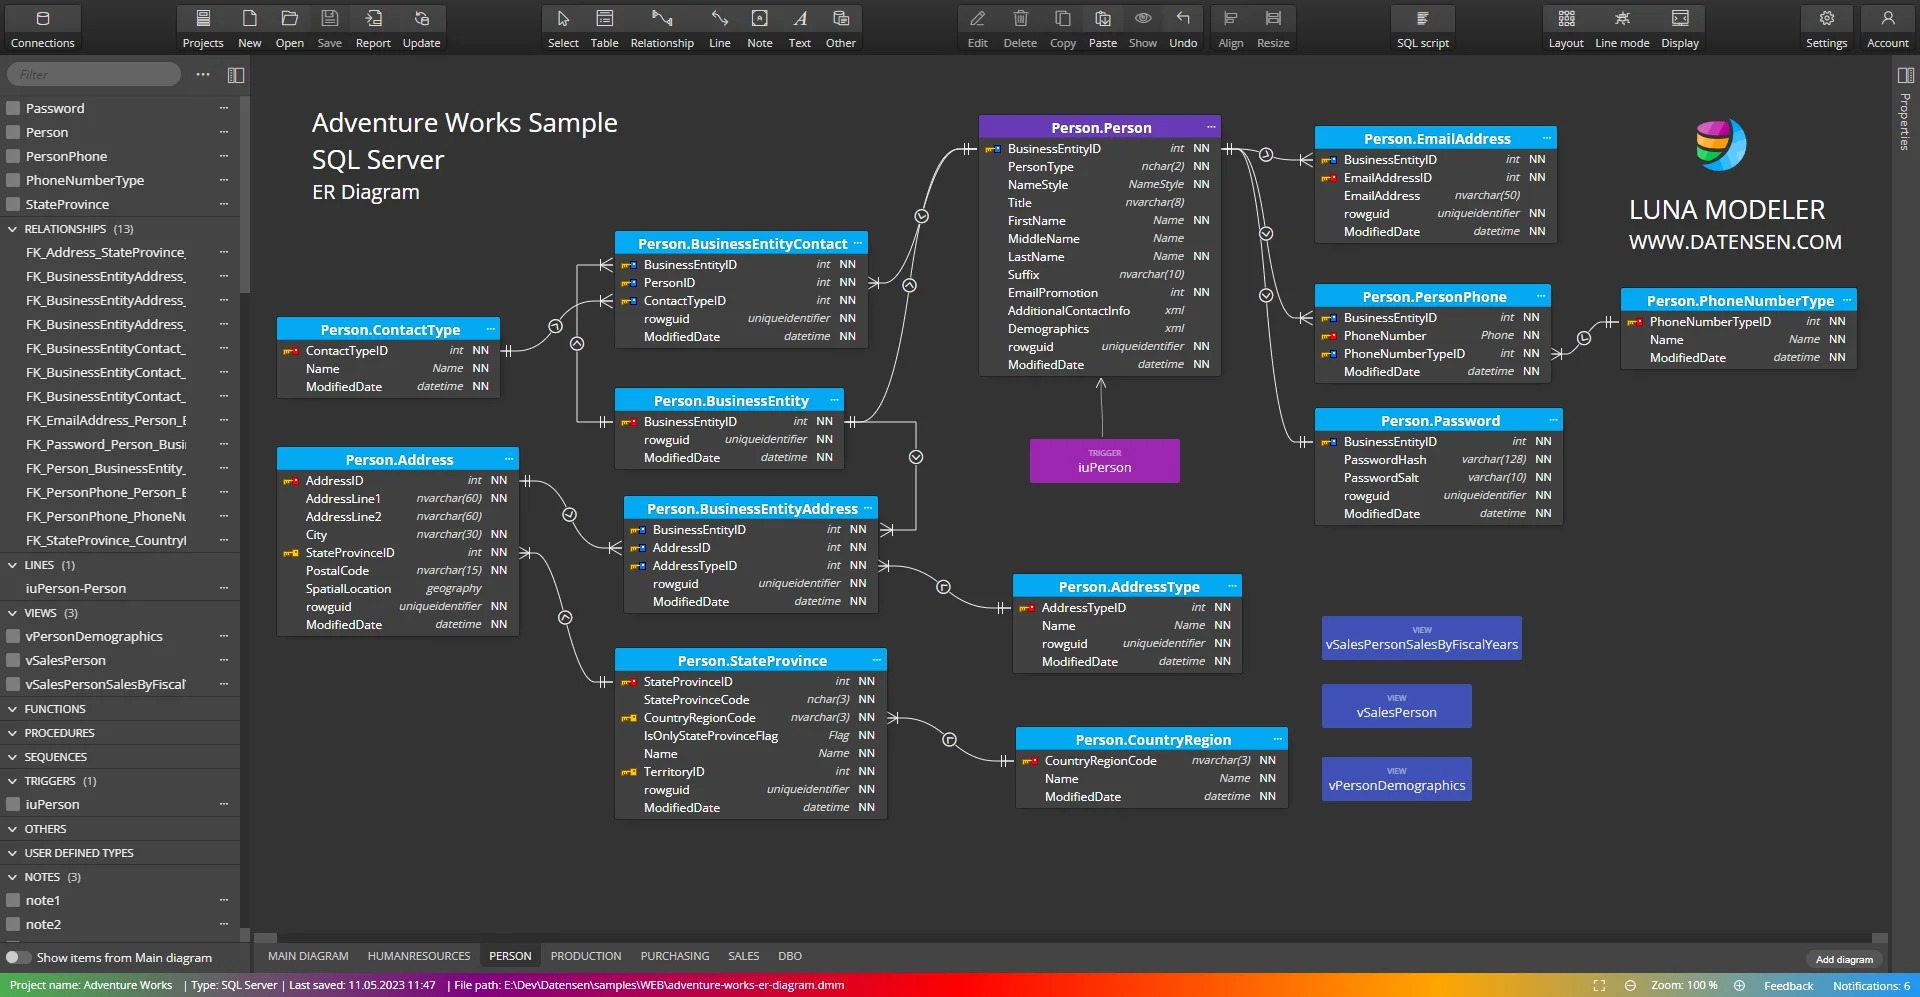 Connections
Projects New Open Save Report Update
Select Table Relationship Line Note Text Other
Edit Delete Copy Paste Show Undo
Align Resize
SQL script
Layout Line mode Display
Settings
Account
Filter
Password
Person
PersonPhone
PhoneNumberType
StateProvince
RELATIONSHIPS (13)
FK_Address_StateProvince_
FK_BusinessEntityAddress_
FK_BusinessEntityAddress_
FK_BusinessEntityAddress_
FK_BusinessEntityContact_
FK_BusinessEntityContact_
FK_BusinessEntityContact_
FK_EmailAddress_Person_E
FK_Password_Person_Busi
FK_Person_BusinessEntity_
FK_PersonPhone_Person_E
FK_PersonPhone_PhoneNu
FK_StateProvince_CountryI
LINES (1)
iuPerson-Person
VIEWS (3)
vPersonDemographics
vSalesPerson
vSalesPersonSalesByFiscal
FUNCTIONS
PROCEDURES
SEQUENCES
TRIGGERS (1)
iuPerson
OTHERS
USER DEFINED TYPES
NOTES (3)
note1
note2
Show items from Main diagram
Adventure Works Sample
SQL Server
ER Diagram
Person.ContactType
ContactTypeID int NN
Name Name NN
ModifiedDate datetime NN
Person.Address
AddressID int NN
AddressLine1 nvarchar(60) NN
AddressLine2 nvarchar(60)
City nvarchar(30) NN
StateProvinceID int NN
PostalCode nvarchar(15) NN
SpatialLocation geography
rowguid uniqueidentifier NN
ModifiedDate datetime NN
Person.BusinessEntityContact
BusinessEntityID int NN
PersonID int NN
ContactTypeID int NN
rowguid uniqueidentifier NN
ModifiedDate datetime NN
Person.BusinessEntity
BusinessEntityID int NN
rowguid uniqueidentifier NN
ModifiedDate datetime NN
Person.BusinessEntityAddress
BusinessEntityID int NN
AddressID int NN
AddressTypeID int NN
rowguid uniqueidentifier NN
ModifiedDate datetime NN
Person.StateProvince
StateProvinceID int NN
StateProvinceCode nchar(3) NN
CountryRegionCode nvarchar(3) NN
IsOnlyStateProvinceFlag Flag NN
Name Name NN
TerritoryID int NN
rowguid uniqueidentifier NN
ModifiedDate datetime NN
Person.Person
BusinessEntityID int NN
PersonType nchar(2) NN
NameStyle NameStyle NN
Title nvarchar(8)
FirstName Name NN
MiddleName Name
LastName Name NN
Suffix nvarchar(10)
EmailPromotion int NN
AdditionalContactInfo xml
Demographics xml
rowguid uniqueidentifier NN
ModifiedDate datetime NN
TRIGGER
iuPerson
Person.AddressType
AddressTypeID int NN
Name Name NN
rowguid uniqueidentifier NN
ModifiedDate datetime NN
Person.CountryRegion
CountryRegionCode nvarchar(3) NN
Name Name NN
ModifiedDate datetime NN
Person.EmailAddress
BusinessEntityID int NN
EmailAddressID int NN
EmailAddress nvarchar(50)
rowguid uniqueidentifier NN
ModifiedDate datetime NN
Person.PersonPhone
BusinessEntityID int NN
PhoneNumber Phone NN
PhoneNumberTypeID int NN
ModifiedDate datetime NN
Person.Password
BusinessEntityID int NN
PasswordHash varchar(128) NN
PasswordSalt varchar(10) NN
rowguid uniqueidentifier NN
ModifiedDate datetime NN
Person.PhoneNumberType
PhoneNumberTypeID int NN
Name Name NN
ModifiedDate datetime NN
VIEW
vSalesPersonSalesByFiscalYears
VIEW
vSalesPerson
VIEW
vPersonDemographics
LUNA MODELER
WWW.DATENSEN.COM
Properties
MAIN DIAGRAM HUMANRESOURCES PERSON PRODUCTION PURCHASING SALES DBO
Add diagram
Project name: Adventure Works | Type: SQL Server | Last saved: 11.05.2023 11:47 | File path: E:\Dev\Datensen\samples\WEB\adventure-works-er-diagram.dmm
Zoom: 100 % Feedback Notifications: 6